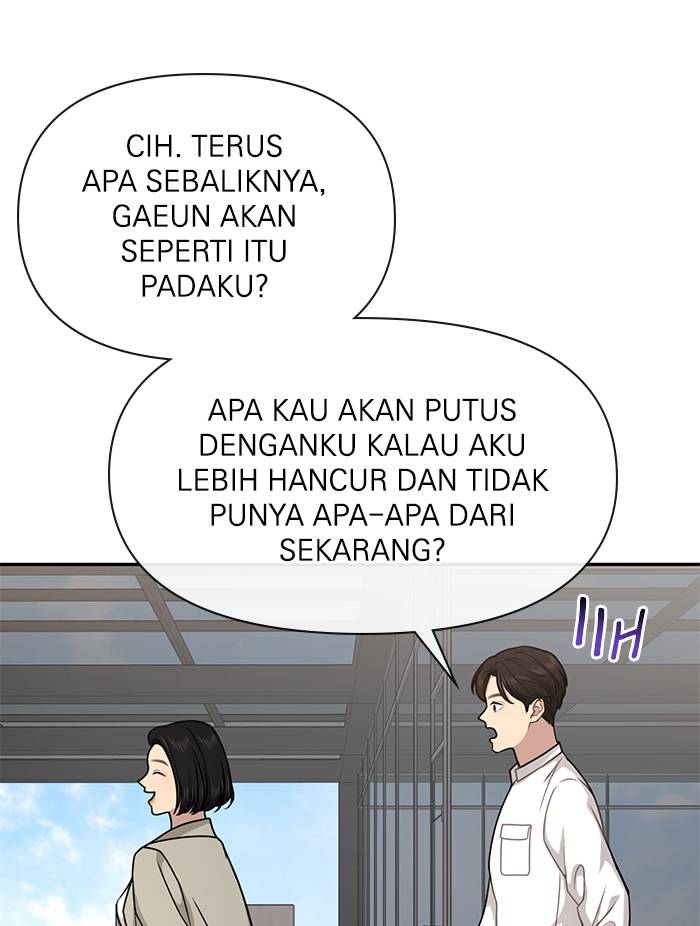 CIH. TERUS
APA SEBALIKNYA,
GAEUN AKAN
SEPERTI ITU
PADAKU?
APA KAU AKAN PUTUS
DENGANKU KALAU AKU
LEBIH HANCUR DAN TIDAK
PUNYA APA-APA DARI
SEKARANG?
IIH